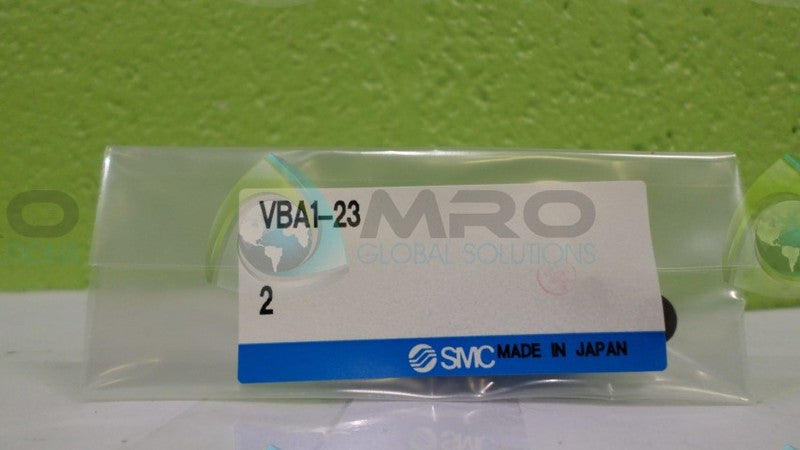 VBA1-23
2
SMC MADE IN JAPAN
MRO
GLOBAL SOLUTIONS